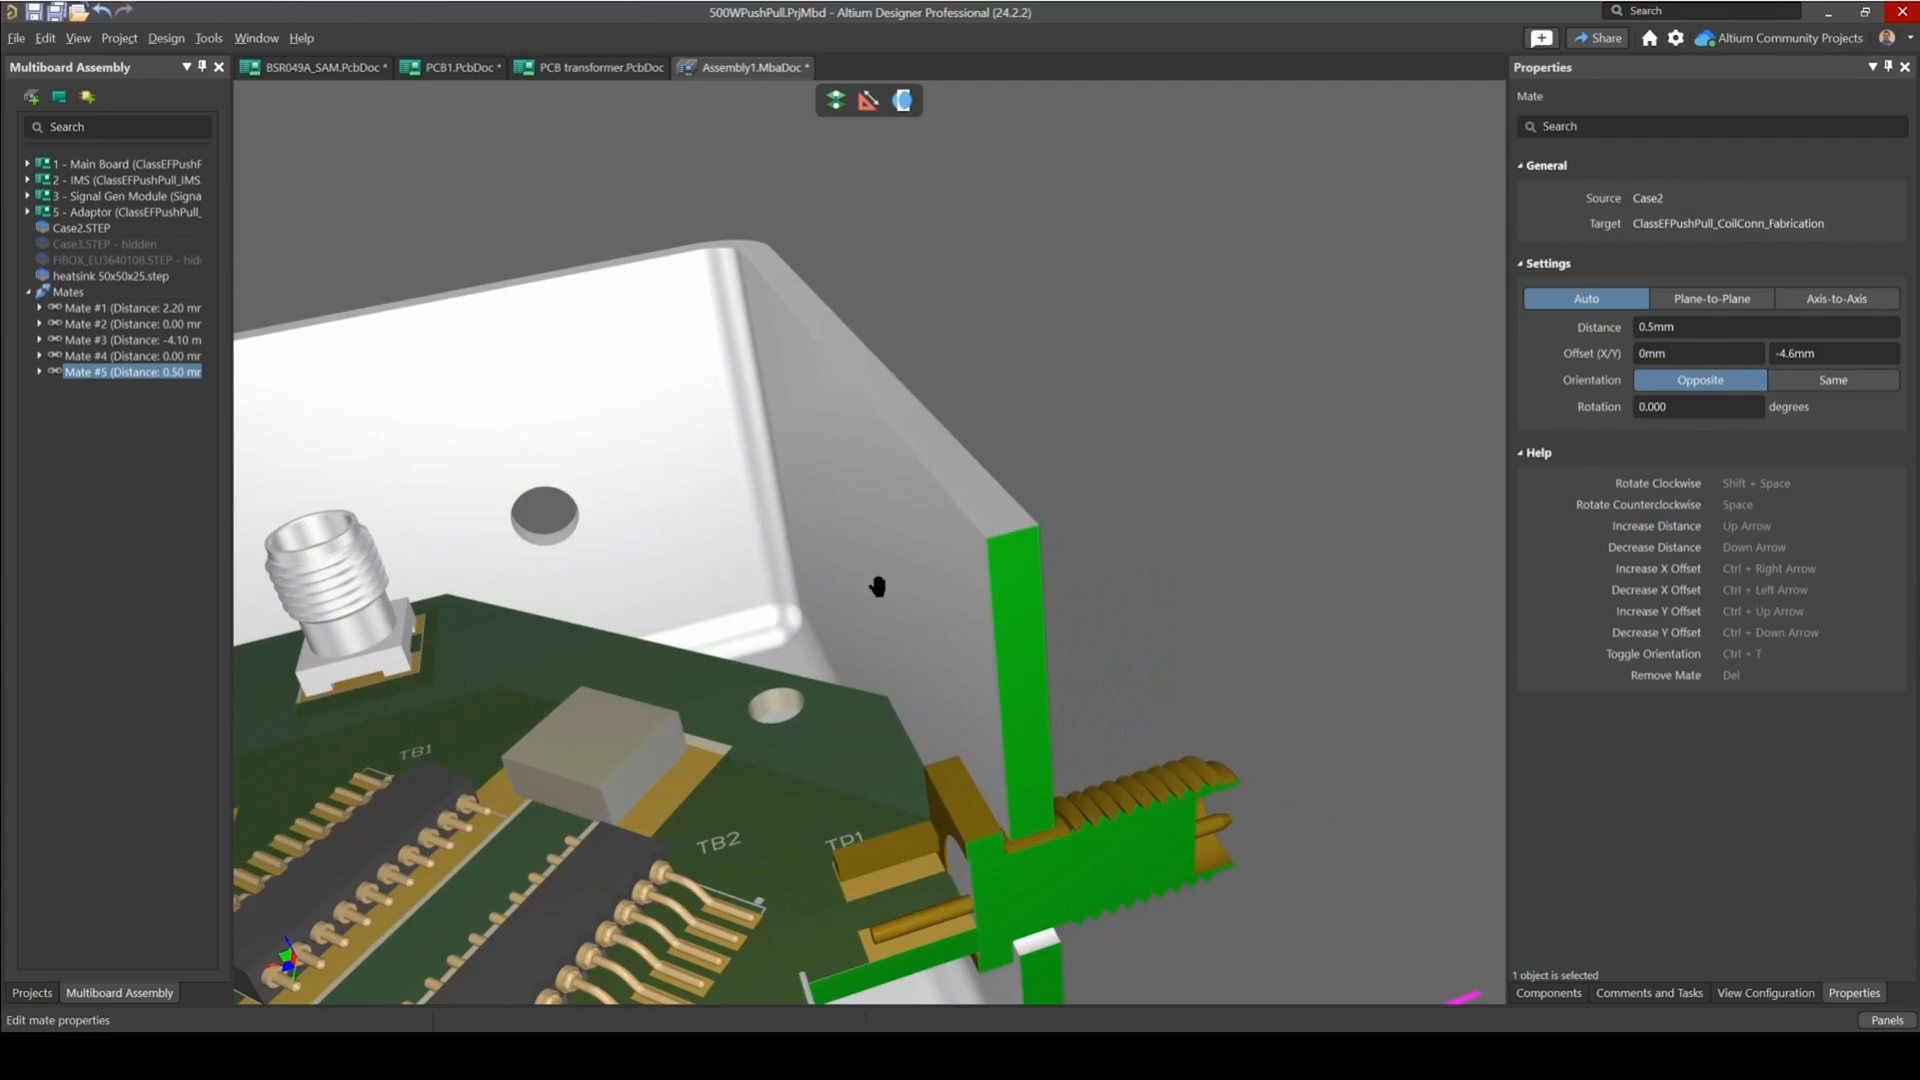 500WPushPull.PrjMbd - Altium Designer Professional (24.2.2)
Search
File Edit View Project Design Tools Window Help
Share
Altium Community Projects
Multiboard Assembly
BSR049A_SAM.PcbDoc *
PCB1.PcbDoc *
PCB transformer.PcbDoc
Assembly1.MbaDoc *
Properties
Search
1 - Main Board (ClassEFPushF
2 - IMS (ClassEFPushPull_IMS
3 - Signal Gen Module (Signa
5 - Adaptor (ClassEFPushPull_
Case2.STEP
Case3.STEP - hidden
FIBOX_EU3640108.STEP - hid
heatsink 50x50x25.step
Mates
Mate #1 (Distance: 2.20 mr
Mate #2 (Distance: 0.00 mr
Mate #3 (Distance: -4.10 m
Mate #4 (Distance: 0.00 mr
Mate #5 (Distance: 0.50 mr
TB1
TB2
TP1
Mate
Search
General
Source Case2
Target ClassEFPushPull_CoilConn_Fabrication
Settings
Auto Plane-to-Plane Axis-to-Axis
Distance 0.5mm
Offset (X/Y) 0mm -4.6mm
Orientation Opposite Same
Rotation 0.000 degrees
Help
Rotate Clockwise Shift + Space
Rotate Counterclockwise Space
Increase Distance Up Arrow
Decrease Distance Down Arrow
Increase X Offset Ctrl + Right Arrow
Decrease X Offset Ctrl + Left Arrow
Increase Y Offset Ctrl + Up Arrow
Decrease Y Offset Ctrl + Down Arrow
Toggle Orientation Ctrl + T
Remove Mate Del
1 object is selected
Projects Multiboard Assembly
Components Comments and Tasks View Configuration Properties
Edit mate properties
Panels